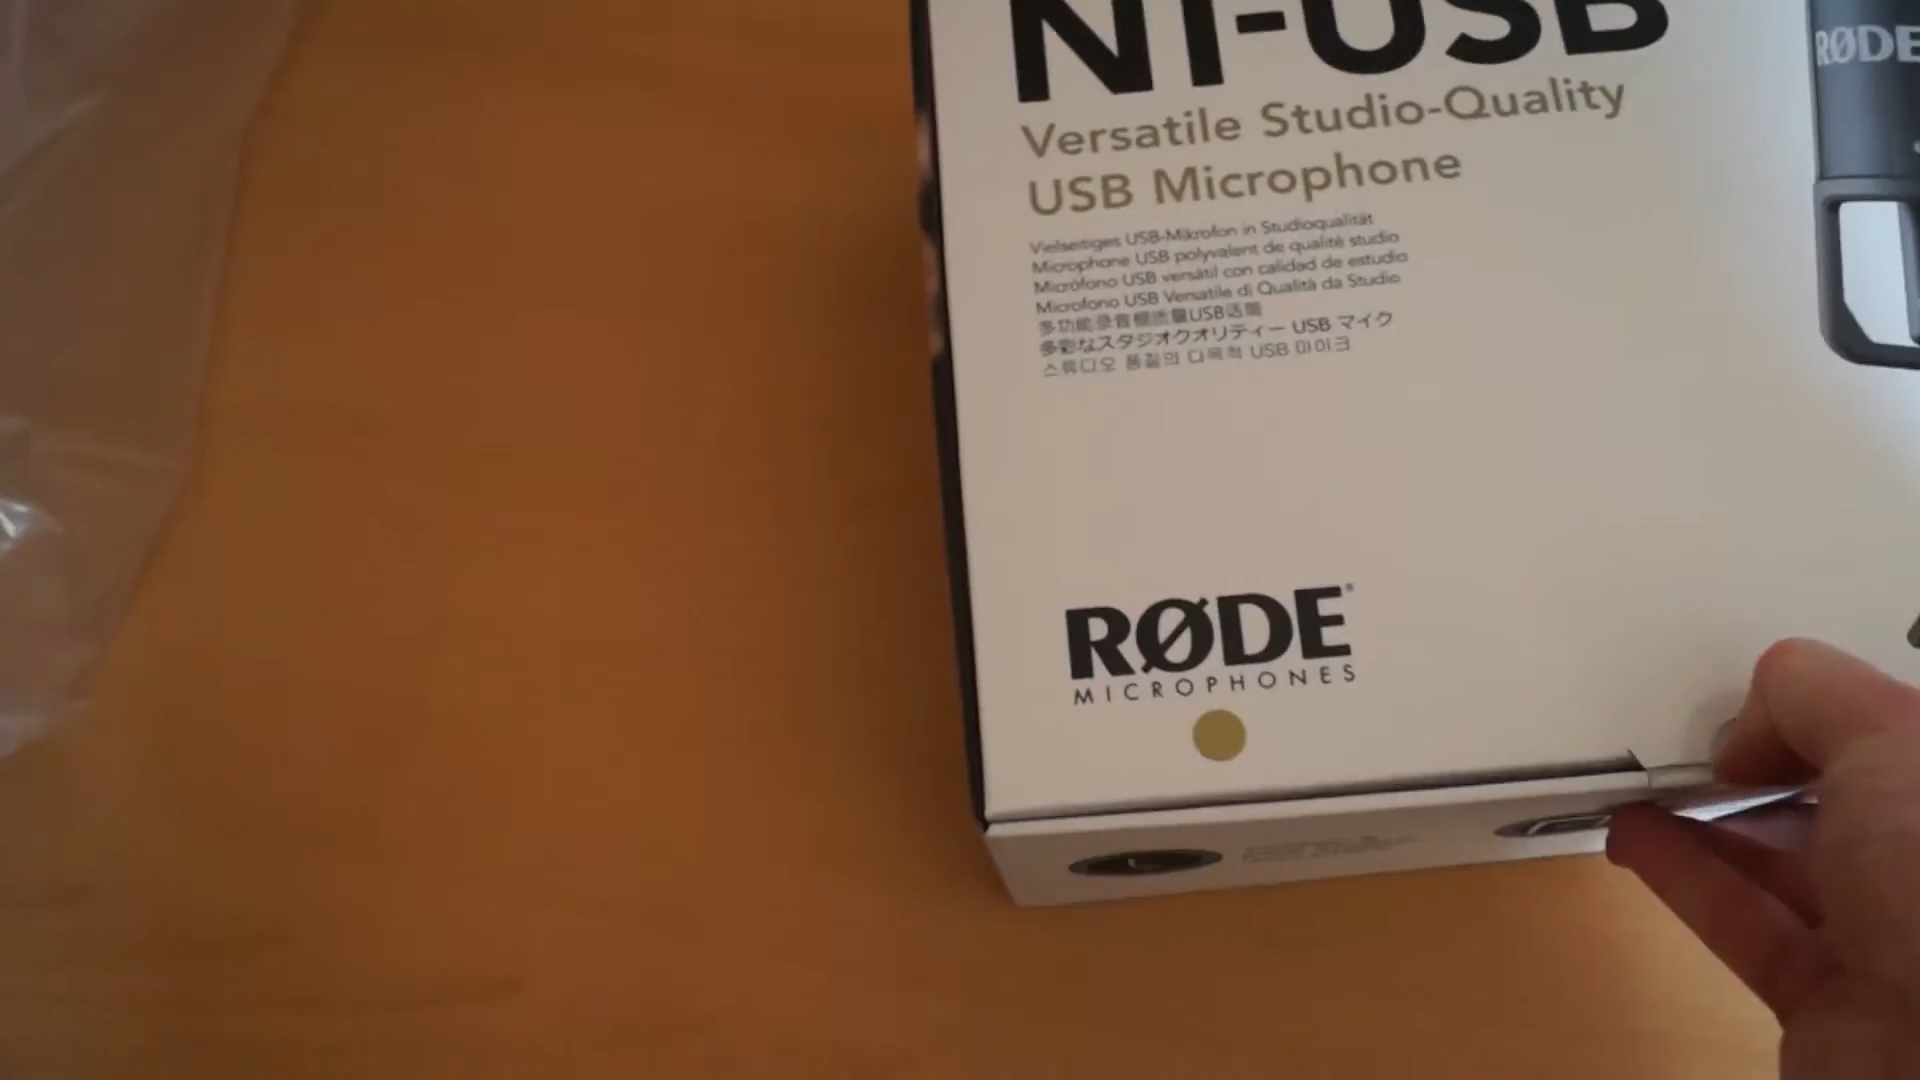 NT-USB
Versatile Studio-Quality
USB Microphone
Vielseitiges USB-Mikrofon in Studioqualität
Microphone USB polyvalent de qualité studio
Micrófono USB versátil con calidad de estudio
Microfono USB Versatile di Qualità da Studio
多功能录音棚质量USB话筒
多彩なスタジオクオリティー USB マイク
스튜디오 품질의 다목적 USB 마이크
RØDE
RØDE
MICROPHONES